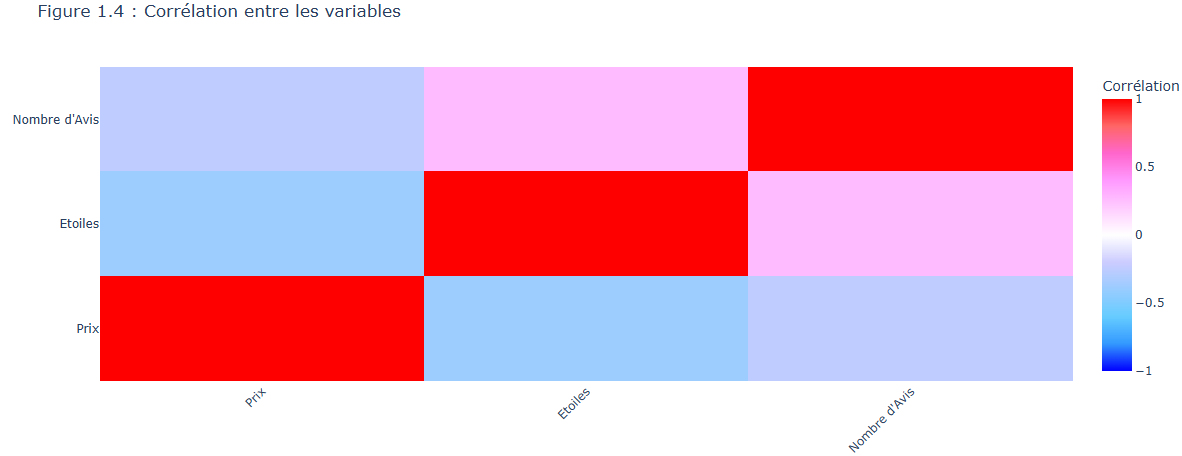 Figure 1.4 : Corrélation entre les variables
Corrélation
Nombre d'Avis
Etoiles
Prix
1
0.5
0
−0.5
−1
Prix
Etoiles
Nombre d'Avis